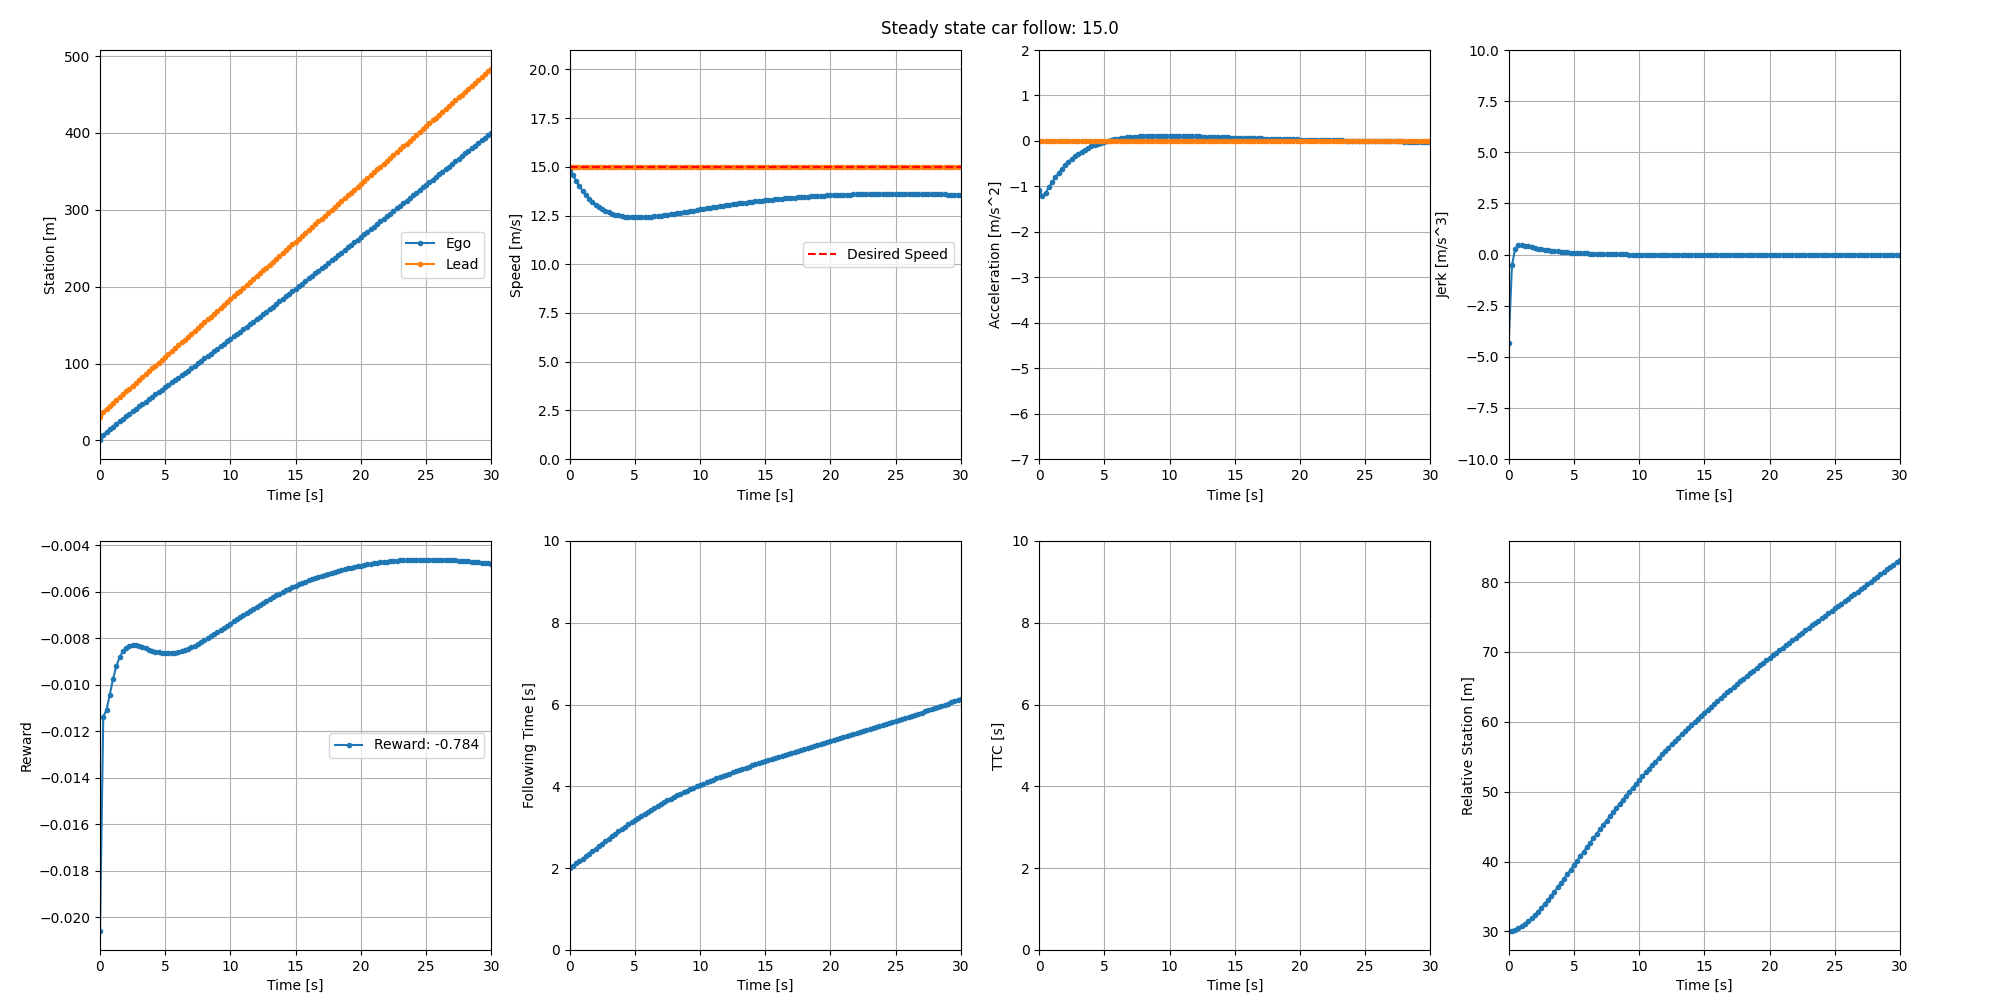 Steady state car follow: 15.0
500
400
300
200
100
0
Station [m]
Ego
Lead
0 5 10 15 20 25 30
Time [s]
20.0
17.5
15.0
12.5
10.0
7.5
5.0
2.5
0.0
Speed [m/s]
Desired Speed
0 5 10 15 20 25 30
Time [s]
2
1
0
−1
−2
−3
−4
−5
−6
−7
Acceleration [m/s^2]
0 5 10 15 20 25 30
Time [s]
10.0
7.5
5.0
2.5
0.0
−2.5
−5.0
−7.5
−10.0
Jerk [m/s^3]
0 5 10 15 20 25 30
Time [s]
−0.004
−0.006
−0.008
−0.010
−0.012
−0.014
−0.016
−0.018
−0.020
Reward
Reward: -0.784
0 5 10 15 20 25 30
Time [s]
10
8
6
4
2
0
Following Time [s]
0 5 10 15 20 25 30
Time [s]
10
8
6
4
2
0
TTC [s]
0 5 10 15 20 25 30
Time [s]
80
70
60
50
40
30
Relative Station [m]
0 5 10 15 20 25 30
Time [s]